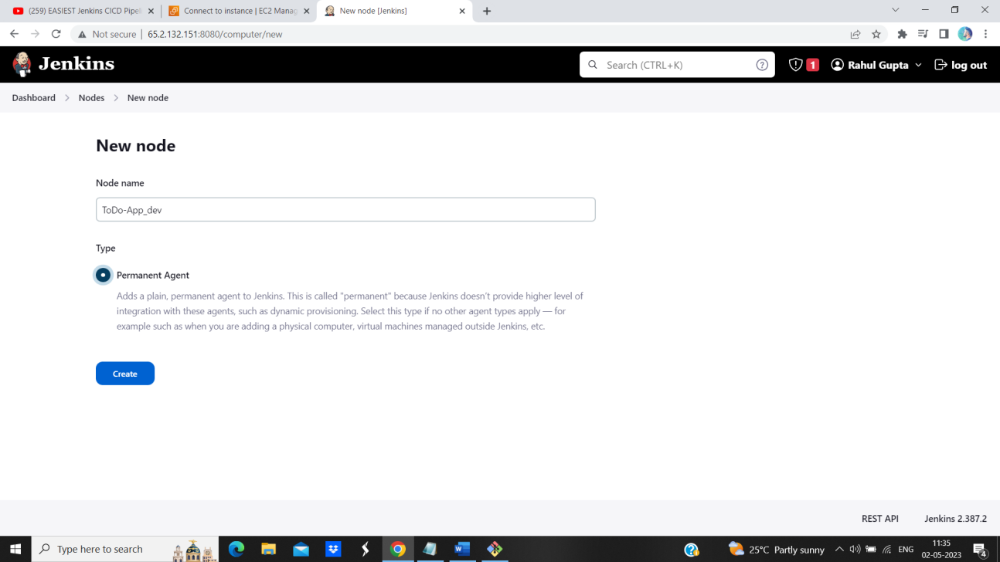 (259) EASIEST Jenkins CICD Pipeli
Connect to instance | EC2 Manag
New node [Jenkins]
Not secure | 65.2.132.151:8080/computer/new
Jenkins
Search (CTRL+K)
1
Rahul Gupta
log out
Dashboard
Nodes
New node
New node
Node name
ToDo-App_dev
Type
Permanent Agent
Adds a plain, permanent agent to Jenkins. This is called "permanent" because Jenkins doesn't provide higher level of
integration with these agents, such as dynamic provisioning. Select this type if no other agent types apply — for
example such as when you are adding a physical computer, virtual machines managed outside Jenkins, etc.
Create
REST API
Jenkins 2.387.2
Type here to search
25°C Partly sunny
ENG
11:35
02-05-2023
4